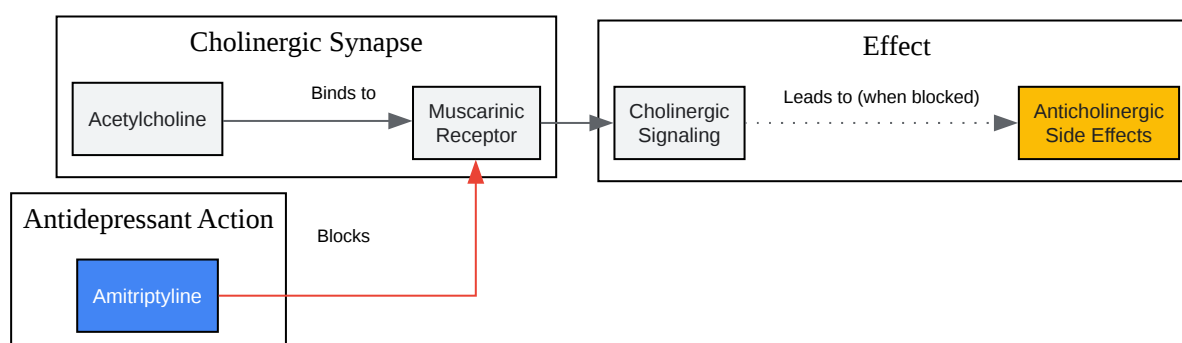 Cholinergic Synapse
Effect
Acetylcholine
Binds to
Muscarinic
Receptor
Cholinergic
Signaling
Leads to (when blocked)
Anticholinergic
Side Effects
Antidepressant Action
Blocks
Amitriptyline